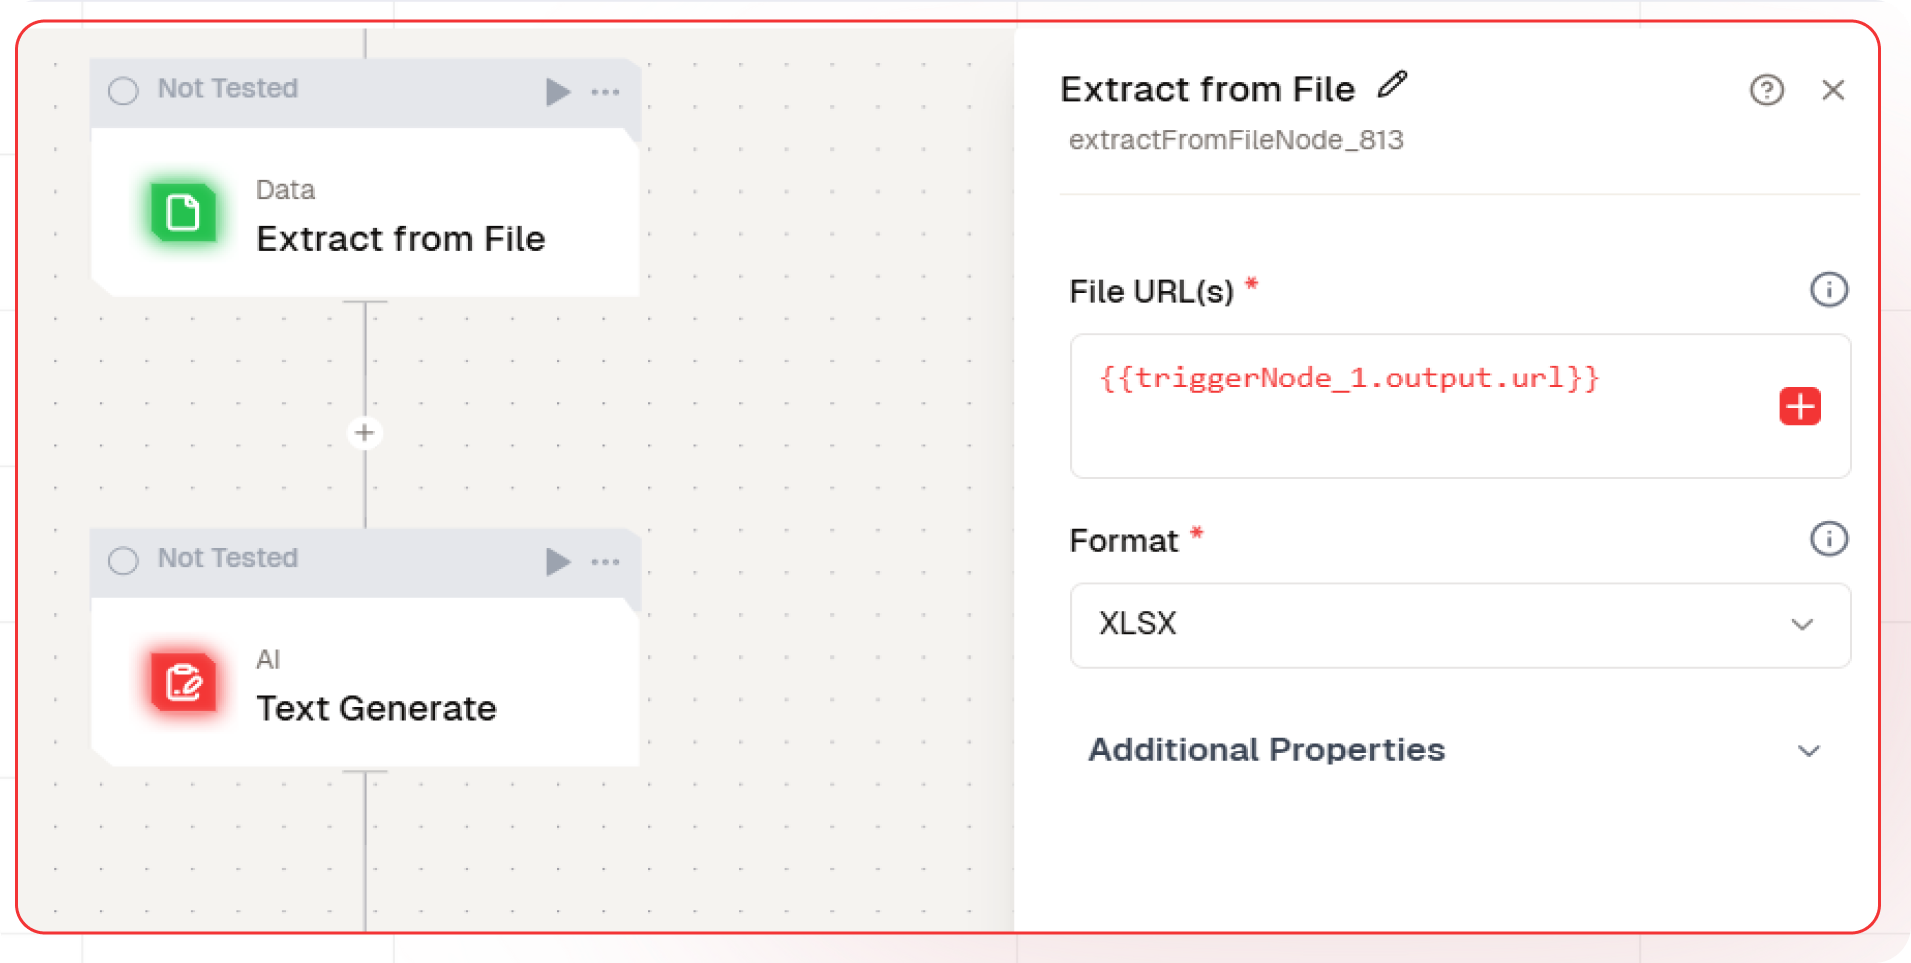 Not Tested
Data
Extract from File
Not Tested
AI
Text Generate
Extract from File
extractFromFileNode_813
File URL(s) *
{{triggerNode_1.output.url}}
Format *
XLSX
Additional Properties